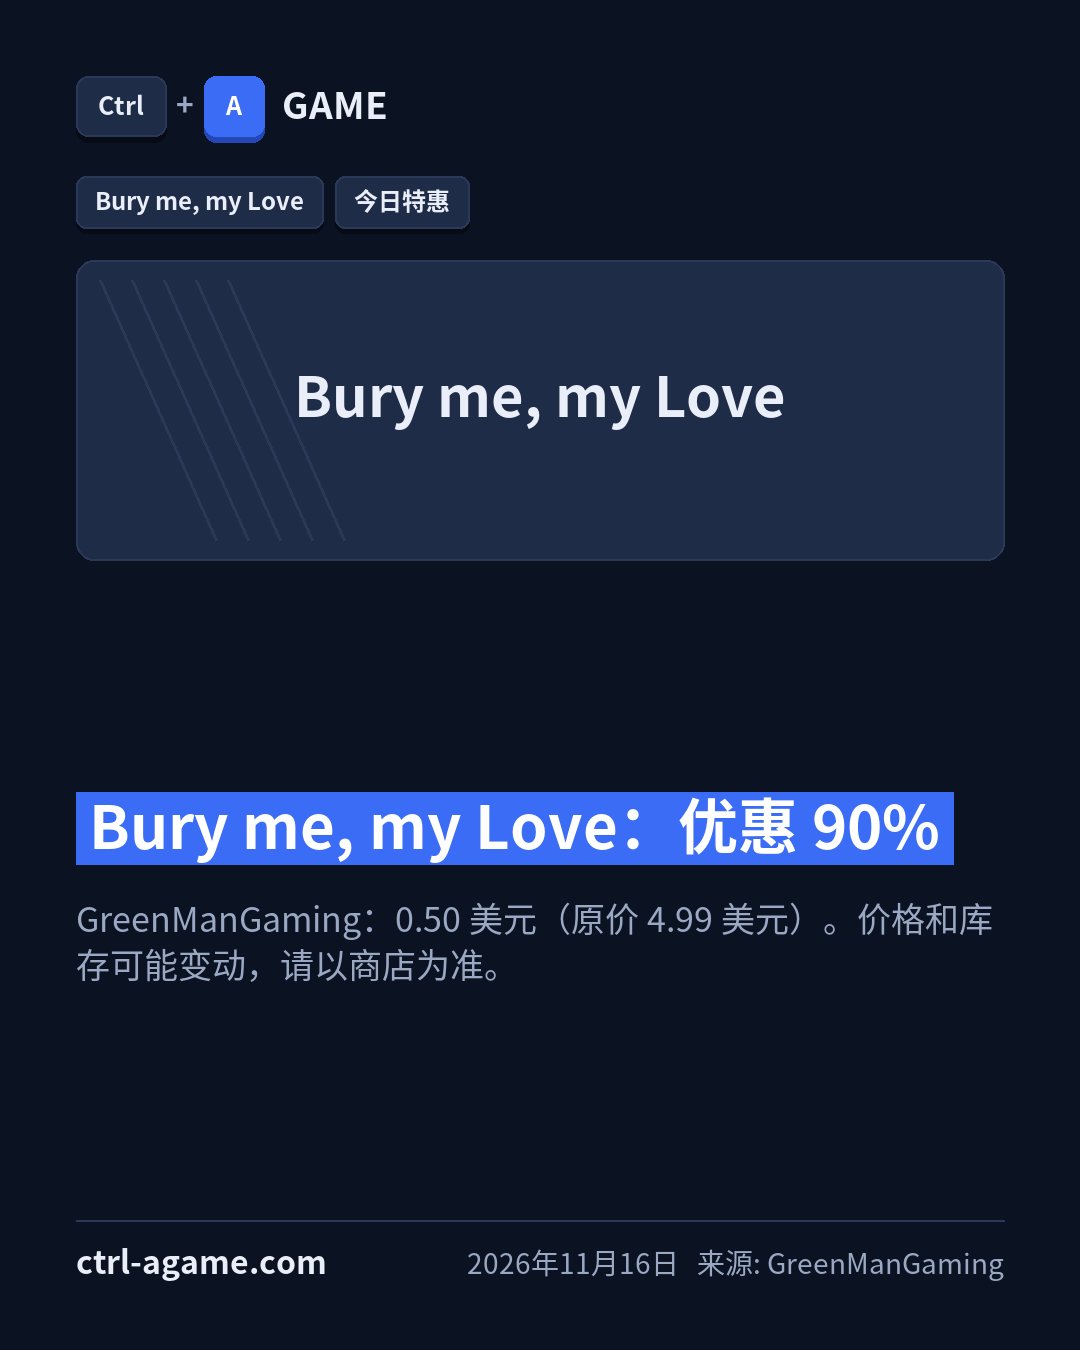 Ctrl + A GAME
Bury me, my Love 今日特惠
Bury me, my Love
Bury me, my Love：优惠 90%
GreenManGaming：0.50 美元（原价 4.99 美元）。价格和库
存可能变动，请以商店为准。
ctrl-agame.com 2026年11月16日 来源: GreenManGaming